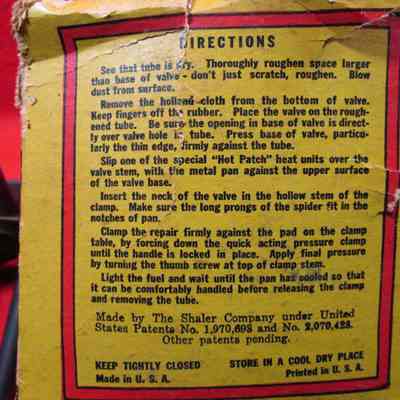 DIRECTIONS
See that tube is dry. Thoroughly roughen space larger
than base of valve - don't just scratch, roughen. Blow
dust from surface.
Remove the holland cloth from the bottom of valve.
Keep fingers off the rubber. Place the valve on the rough-
ened tube. Be sure the opening in base of valve is direct-
ly over valve hole in tube. Press base of valve, particu-
larly the thin edge, firmly against the tube.
Slip one of the special "Hot Patch" heat units over the
valve stem, with the metal pan against the upper surface
of the valve base.
Insert the neck of the valve in the hollow stem of the
clamp. Make sure the long prongs of the spider fit in the
notches of pan.
Clamp the repair firmly against the pad on the clamp
table, by forcing down the quick acting pressure clamp
until the handle is locked in place. Apply final pressure
by turning the thumb screw at top of clamp stem.
Light the fuel and wait until the pan has cooled so that
it can be comfortably handled before releasing the clamp
and removing the tube.
Made by The Shaler Company under United
States Patents No. 1,970,698 and No. 2,070,428.
Other patents pending.
KEEP TIGHTLY CLOSED
Made in U. S. A.
STORE IN A COOL DRY PLACE
Printed in U. S. A.